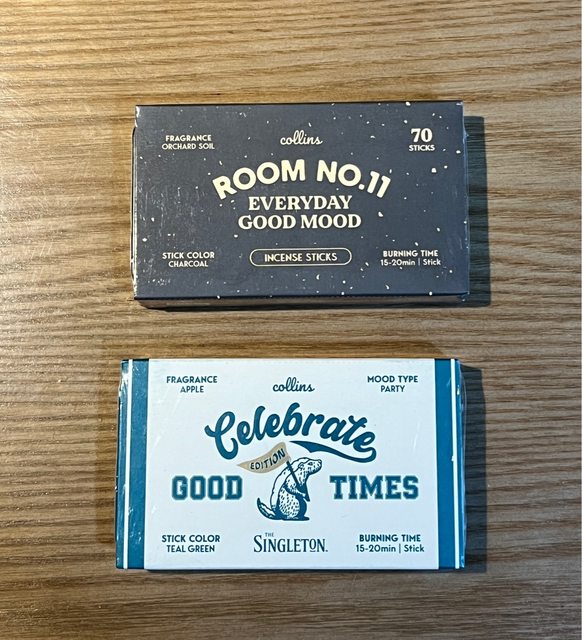 FRAGRANCE
ORCHARD SOIL
collins
70
STICKS
ROOM NO.11
EVERYDAY
GOOD MOOD
STICK COLOR
CHARCOAL
INCENSE STICKS
BURNING TIME
15-20min | Stick
FRAGRANCE
APPLE
collins
MOOD TYPE
PARTY
Celebrate
EDITION
GOOD TIMES
STICK COLOR
TEAL GREEN
THE
SINGLETON
BURNING TIME
15-20min | Stick